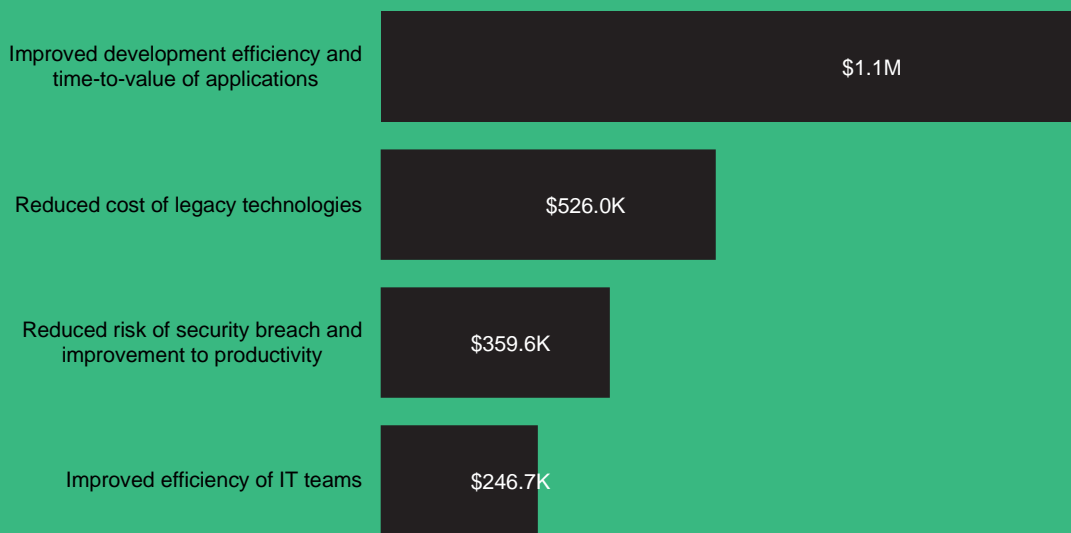 Improved development efficiency and
time-to-value of applications
$1.1M
Reduced cost of legacy technologies
$526.0K
Reduced risk of security breach and
improvement to productivity
$359.6K
Improved efficiency of IT teams
$246.7K